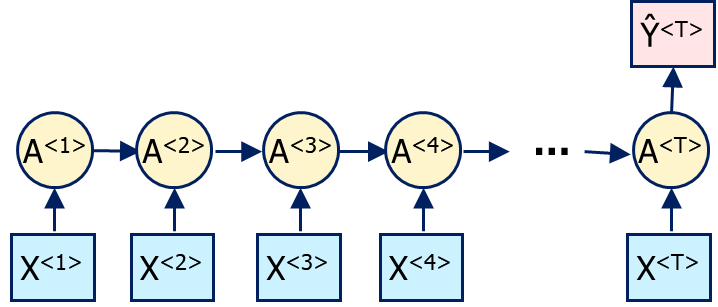 Ŷ<T>
A<1> A<2> A<3> A<4> ... A<T>
X<1> X<2> X<3> X<4> X<T>